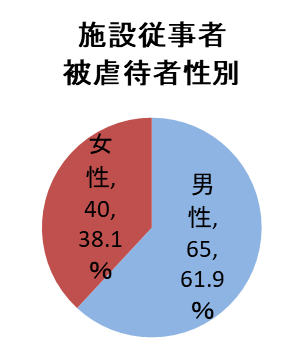 施設従事者
被虐待者性別
女
性,
40,
38.1
%
男
性,
65,
61.9
%